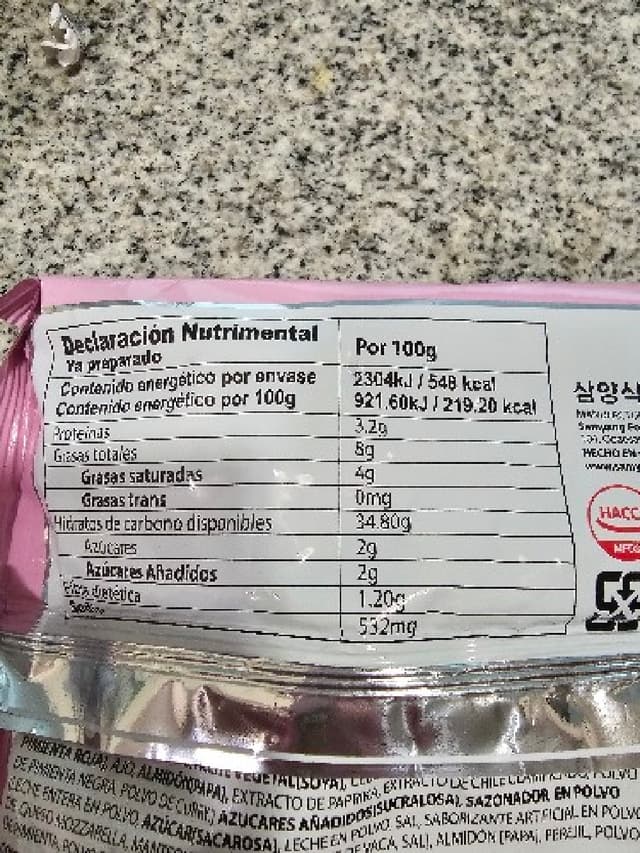 Declaración Nutrimental
Ya preparado
Por 100g
Contenido energético por envase 2304kJ / 548 kcal
Contenido energético por 100g 921.60kJ / 219.20 kcal
Proteínas 3.2g
Grasas totales 8g
Grasas saturadas 4g
Grasas trans 0mg
Hidratos de carbono disponibles 34.80g
Azúcares 2g
Azúcares Añadidos 2g
Fibra dietética 1.20g
Sodio 532mg
삼양식
Samyang
HECHO EN
HACC
PIMIENTA ROJA], AJO, ALMIDÓN[PAPA], VEGETAL[SOYA],
DE PIMIENTA NEGRA, POLVO DE CURRY, EXTRACTO DE PAPRIKA, EXTRACTO DE CHILE
LECHE ENTERA EN POLVO, AZÚCARES AÑADIDOS[SUCRALOSA], SAZONADOR EN POLVO
DE QUESO MOZZARELLA, AZÚCAR[SACAROSA], LECHE EN POLVO, SAL, SABORIZANTE ARTIFICIAL EN POLVO
DE VACA, SAL], ALMIDÓN [PAPA], PEREJIL, POLVO